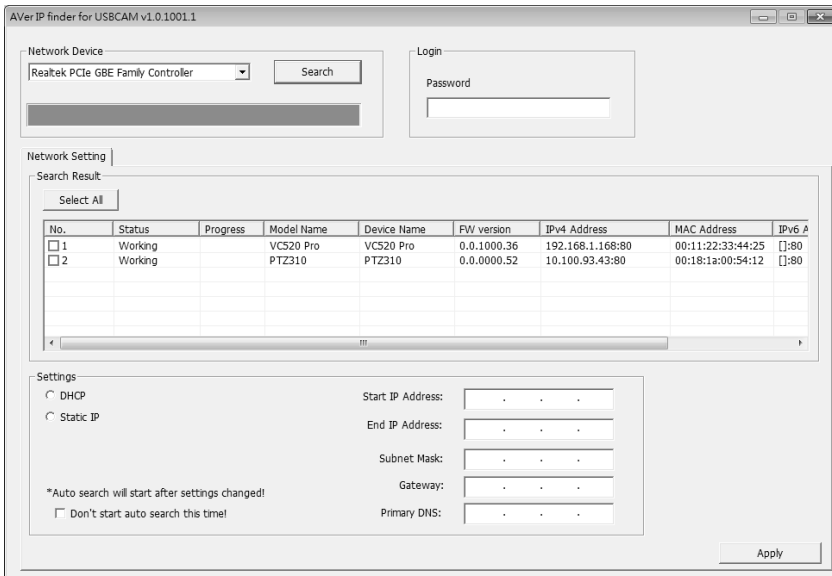 AVer IP finder for USBCAM v1.0.1001.1
Network Device
Realtek PCIe GBE Family Controller
Search
Login
Password
Network Setting
Search Result
Select All
No. Status Progress Model Name Device Name FW version IPv4 Address MAC Address IPv6 A
1 Working VC520 Pro VC520 Pro 0.0.1000.36 192.168.1.168:80 00:11:22:33:44:25 []:80
2 Working PTZ310 PTZ310 0.0.0000.52 10.100.93.43:80 00:18:1a:00:54:12 []:80
Settings
DHCP
Static IP
Start IP Address: . . .
End IP Address: . . .
Subnet Mask: . . .
Gateway: . . .
Primary DNS: . . .
*Auto search will start after settings changed!
Don't start auto search this time!
Apply